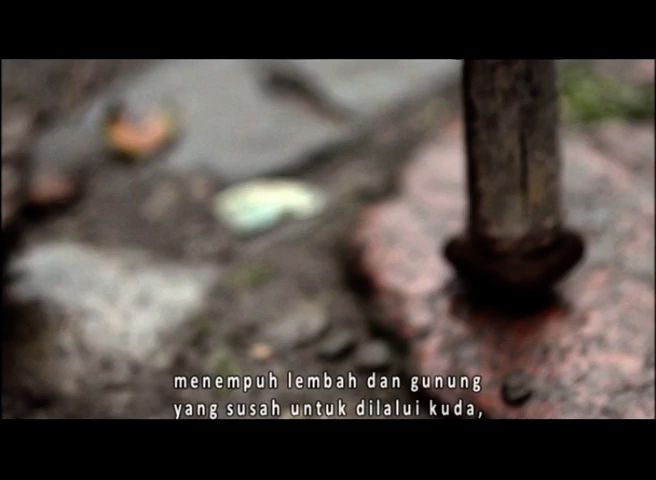 menempuh lembah dan gunung
yang susah untuk dilalui kuda,